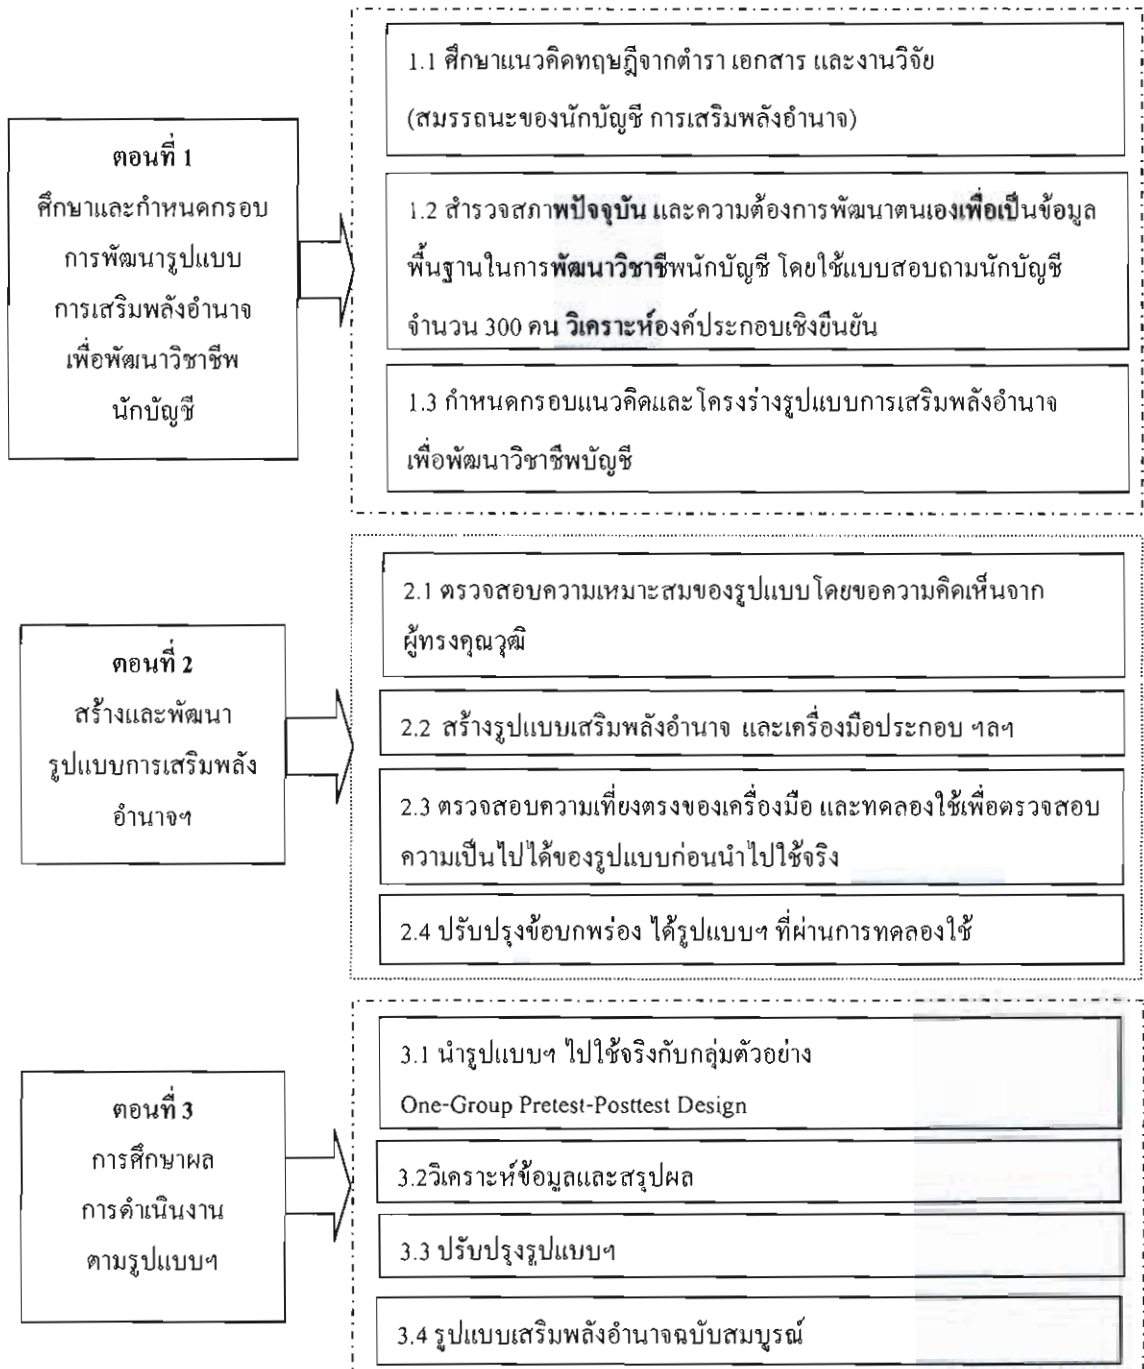 ตอนที่ 1
ศึกษาและกำหนดกรอบ
การพัฒนารูปแบบ
การเสริมพลังอำนาจ
เพื่อพัฒนาวิชาชีพ
นักบัญชี
1.1 ศึกษาแนวคิดทฤษฎีจากตำรา เอกสาร และงานวิจัย
(สมรรถนะของนักบัญชี การเสริมพลังอำนาจ)
1.2 สำรวจสภาพปัจจุบัน และความต้องการพัฒนาตนเองเพื่อเป็นข้อมูล
พื้นฐานในการพัฒนาวิชาชีพนักบัญชี โดยใช้แบบสอบถามนักบัญชี
จำนวน 300 คน วิเคราะห์องค์ประกอบเชิงยืนยัน
1.3 กำหนดกรอบแนวคิดและโครงร่างรูปแบบการเสริมพลังอำนาจ
เพื่อพัฒนาวิชาชีพบัญชี
ตอนที่ 2
สร้างและพัฒนา
รูปแบบการเสริมพลัง
อำนาจฯ
2.1 ตรวจสอบความเหมาะสมของรูปแบบโดยขอความคิดเห็นจาก
ผู้ทรงคุณวุฒิ
2.2 สร้างรูปแบบเสริมพลังอำนาจ และเครื่องมือประกอบ ฯลฯ
2.3 ตรวจสอบความเที่ยงตรงของเครื่องมือ และทดลองใช้เพื่อตรวจสอบ
ความเป็นไปได้ของรูปแบบก่อนนำไปใช้จริง
2.4 ปรับปรุงข้อบกพร่อง ได้รูปแบบฯ ที่ผ่านการทดลองใช้
ตอนที่ 3
การศึกษาผล
การดำเนินงาน
ตามรูปแบบฯ
3.1 นำรูปแบบฯ ไปใช้จริงกับกลุ่มตัวอย่าง
One-Group Pretest-Posttest Design
3.2วิเคราะห์ข้อมูลและสรุปผล
3.3 ปรับปรุงรูปแบบฯ
3.4 รูปแบบเสริมพลังอำนาจฉบับสมบูรณ์